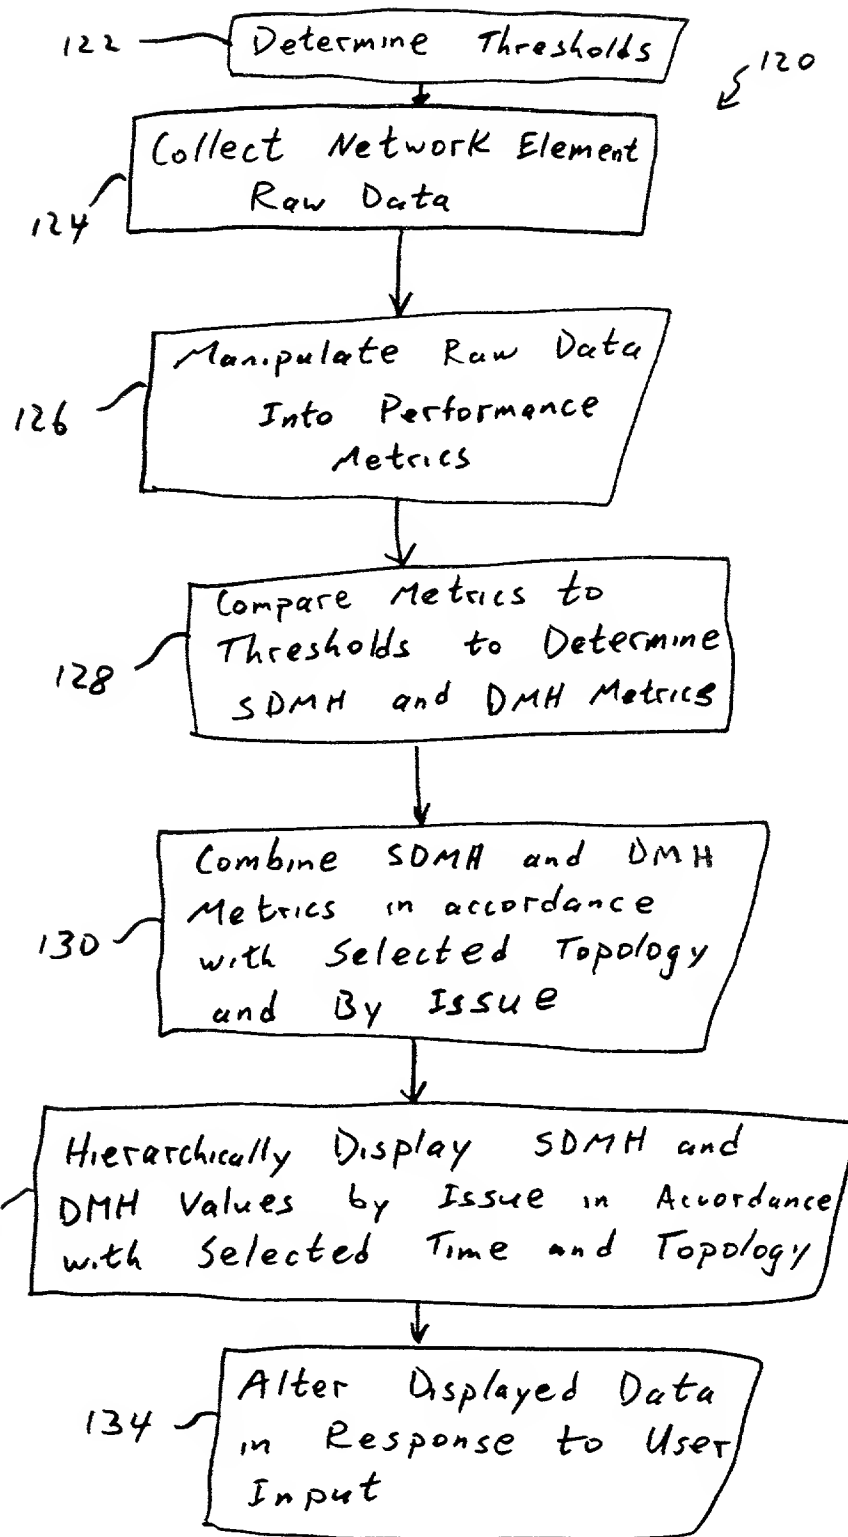 122
Determine Thresholds
120
Collect Network Element
Raw Data
124
Manipulate Raw Data
Into Performance
Metrics
126
Compare Metrics to
Thresholds to Determine
SDMH and DMH Metrics
128
Combine SDMH and DMH
Metrics in accordance
with Selected Topology
and By Issue
130
Hierarchically Display SDMH and
DMH Values by Issue in Accordance
with Selected Time and Topology
Alter Displayed Data
in Response to User
Input
134